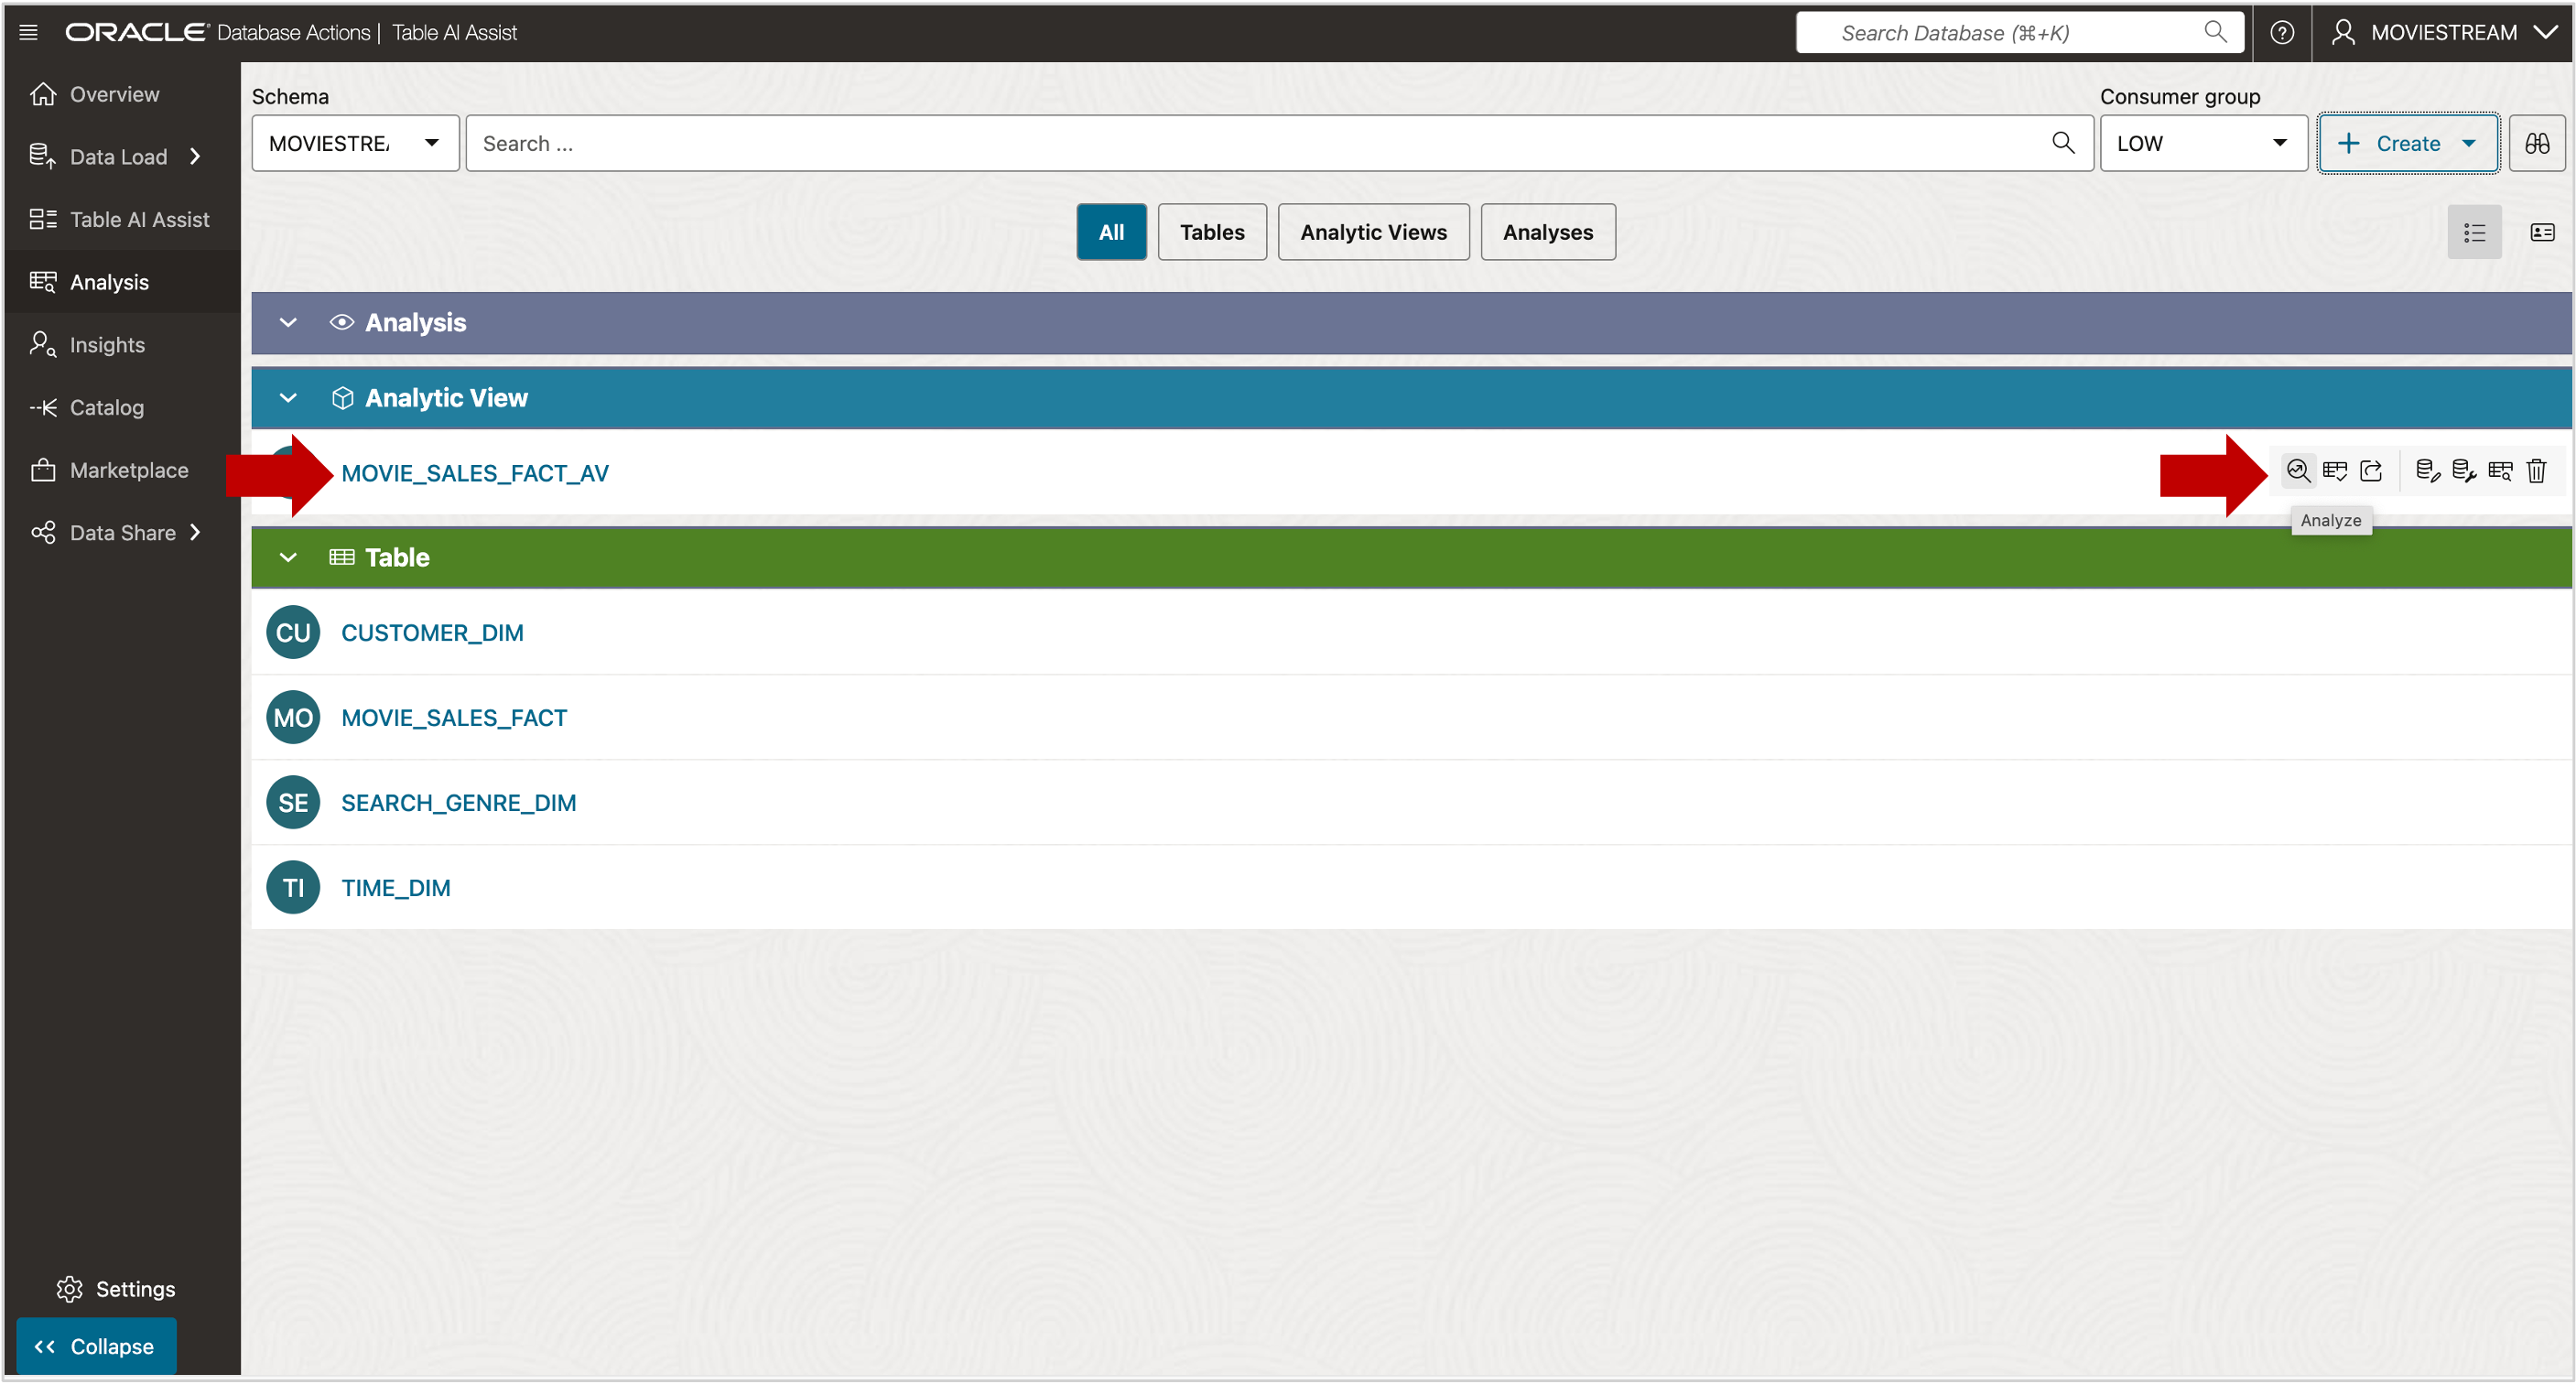 ORACLE Database Actions | Table AI Assist
Search Database (⌘+K)
MOVIESTREAM
Overview
Data Load
Table AI Assist
Analysis
Insights
Catalog
Marketplace
Data Share
Settings
Collapse
Schema
MOVIESTREA
Search ...
Consumer group
LOW
Create
All
Tables
Analytic Views
Analyses
Analysis
Analytic View
MOVIE_SALES_FACT_AV
Analyze
Table
CU CUSTOMER_DIM
MO MOVIE_SALES_FACT
SE SEARCH_GENRE_DIM
TI TIME_DIM